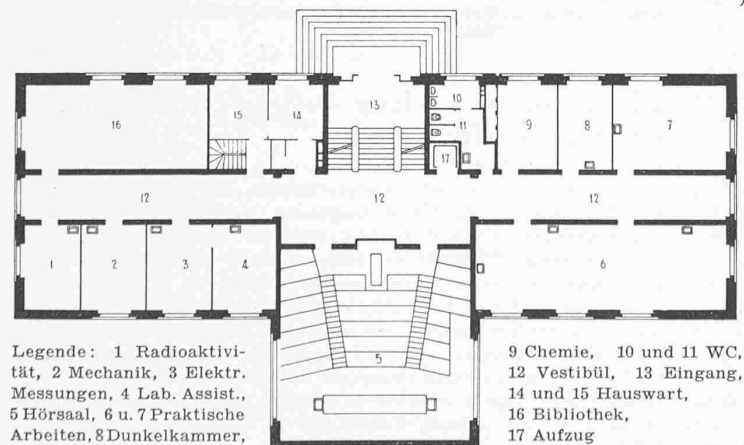 )
13
16
15
14
10
11
9
8
7
17
12
12
12
1
2
3
4
6
5
Legende: 1 Radioaktivi-
tät, 2 Mechanik, 3 Elektr.
Messungen, 4 Lab. Assist.,
5 Hörsaal, 6 u. 7 Praktische
Arbeiten, 8 Dunkelkammer,
9 Chemie, 10 und 11 WC,
12 Vestibül, 13 Eingang,
14 und 15 Hauswart,
16 Bibliothek,
17 Aufzug